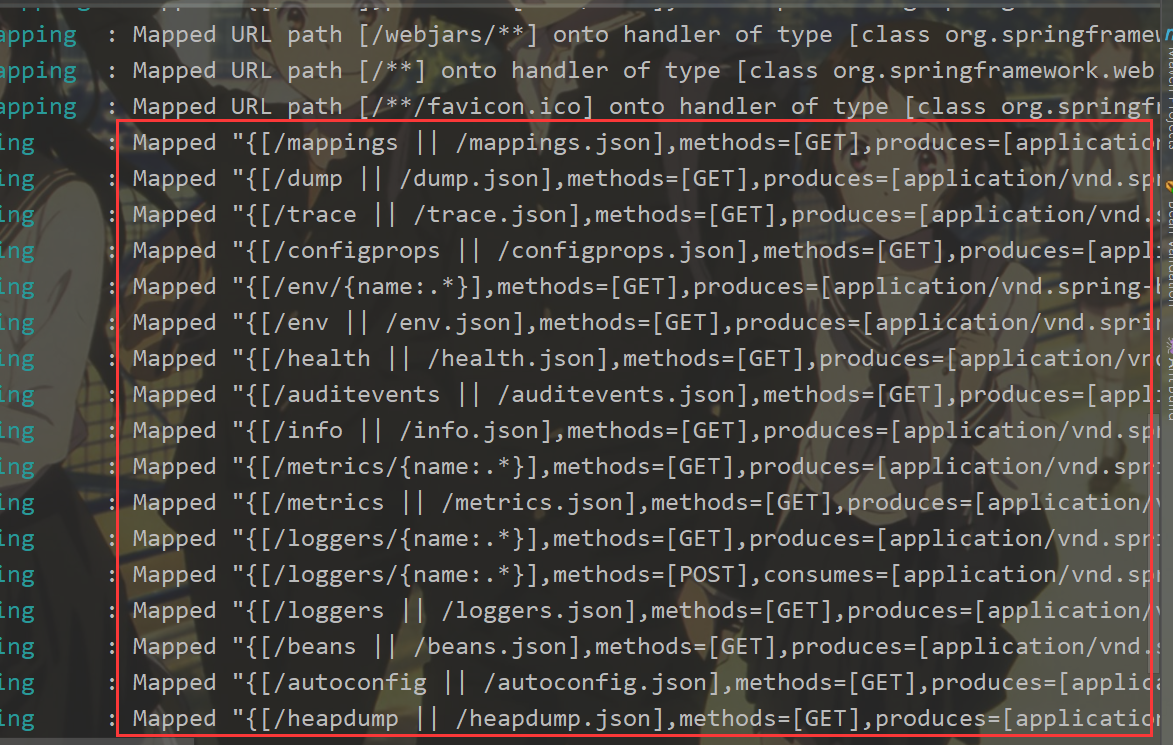 apping : Mapped URL path [/webjars/**] onto handler of type [class org.springframew
apping : Mapped URL path [/**] onto handler of type [class org.springframework.web
apping : Mapped URL path [/**/favicon.ico] onto handler of type [class org.springfr
ing : Mapped "{[/mappings || /mappings.json],methods=[GET],produces=[application
ing : Mapped "{[/dump || /dump.json],methods=[GET],produces=[application/vnd.spr
ing : Mapped "{[/trace || /trace.json],methods=[GET],produces=[application/vnd.s
ing : Mapped "{[/configprops || /configprops.json],methods=[GET],produces=[appli
ing : Mapped "{[/env/{name:.*}],methods=[GET],produces=[application/vnd.spring-b
ing : Mapped "{[/env || /env.json],methods=[GET],produces=[application/vnd.sprin
ing : Mapped "{[/health || /health.json],methods=[GET],produces=[application/vnd
ing : Mapped "{[/auditevents || /auditevents.json],methods=[GET],produces=[appli
ing : Mapped "{[/info || /info.json],methods=[GET],produces=[application/vnd.spr
ing : Mapped "{[/metrics/{name:.*}],methods=[GET],produces=[application/vnd.spri
ing : Mapped "{[/metrics || /metrics.json],methods=[GET],produces=[application/v
ing : Mapped "{[/loggers/{name:.*}],methods=[GET],produces=[application/vnd.spri
ing : Mapped "{[/loggers/{name:.*}],methods=[POST],consumes=[application/vnd.spr
ing : Mapped "{[/loggers || /loggers.json],methods=[GET],produces=[application/v
ing : Mapped "{[/beans || /beans.json],methods=[GET],produces=[application/vnd.s
ing : Mapped "{[/autoconfig || /autoconfig.json],methods=[GET],produces=[applica
ing : Mapped "{[/heapdump || /heapdump.json],methods=[GET],produces=[application